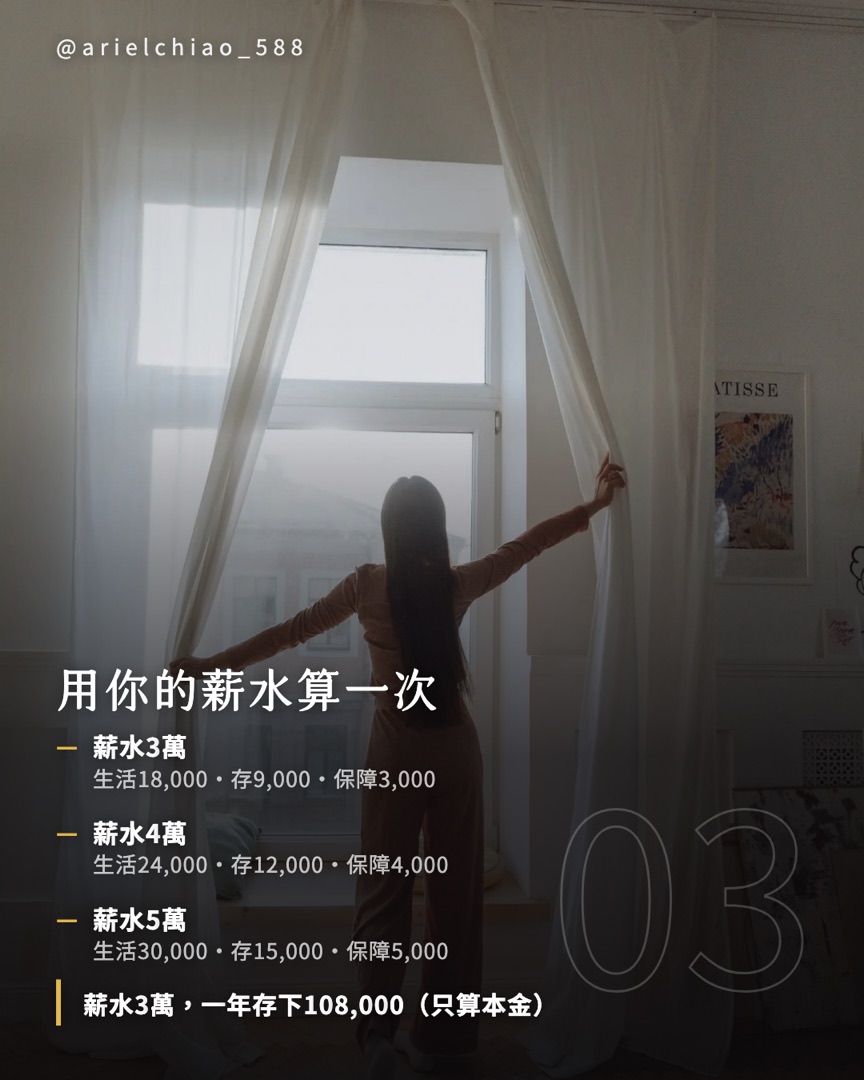 @arielchiao_588
ATISSE
用你的薪水算一次
薪水3萬
生活18,000・存9,000・保障3,000
薪水4萬
生活24,000・存12,000・保障4,000
薪水5萬
生活30,000・存15,000・保障5,000
03
薪水3萬，一年存下108,000（只算本金）